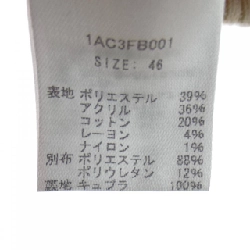 1AC3FB001
SIZE: 46
表地 ポリエステル 39%
アクリル 36%
コットン 20%
レーヨン 4%
ナイロン 1%
別布 ポリエステル 88%
ポリウレタン 12%
裏地 キュプラ 100%